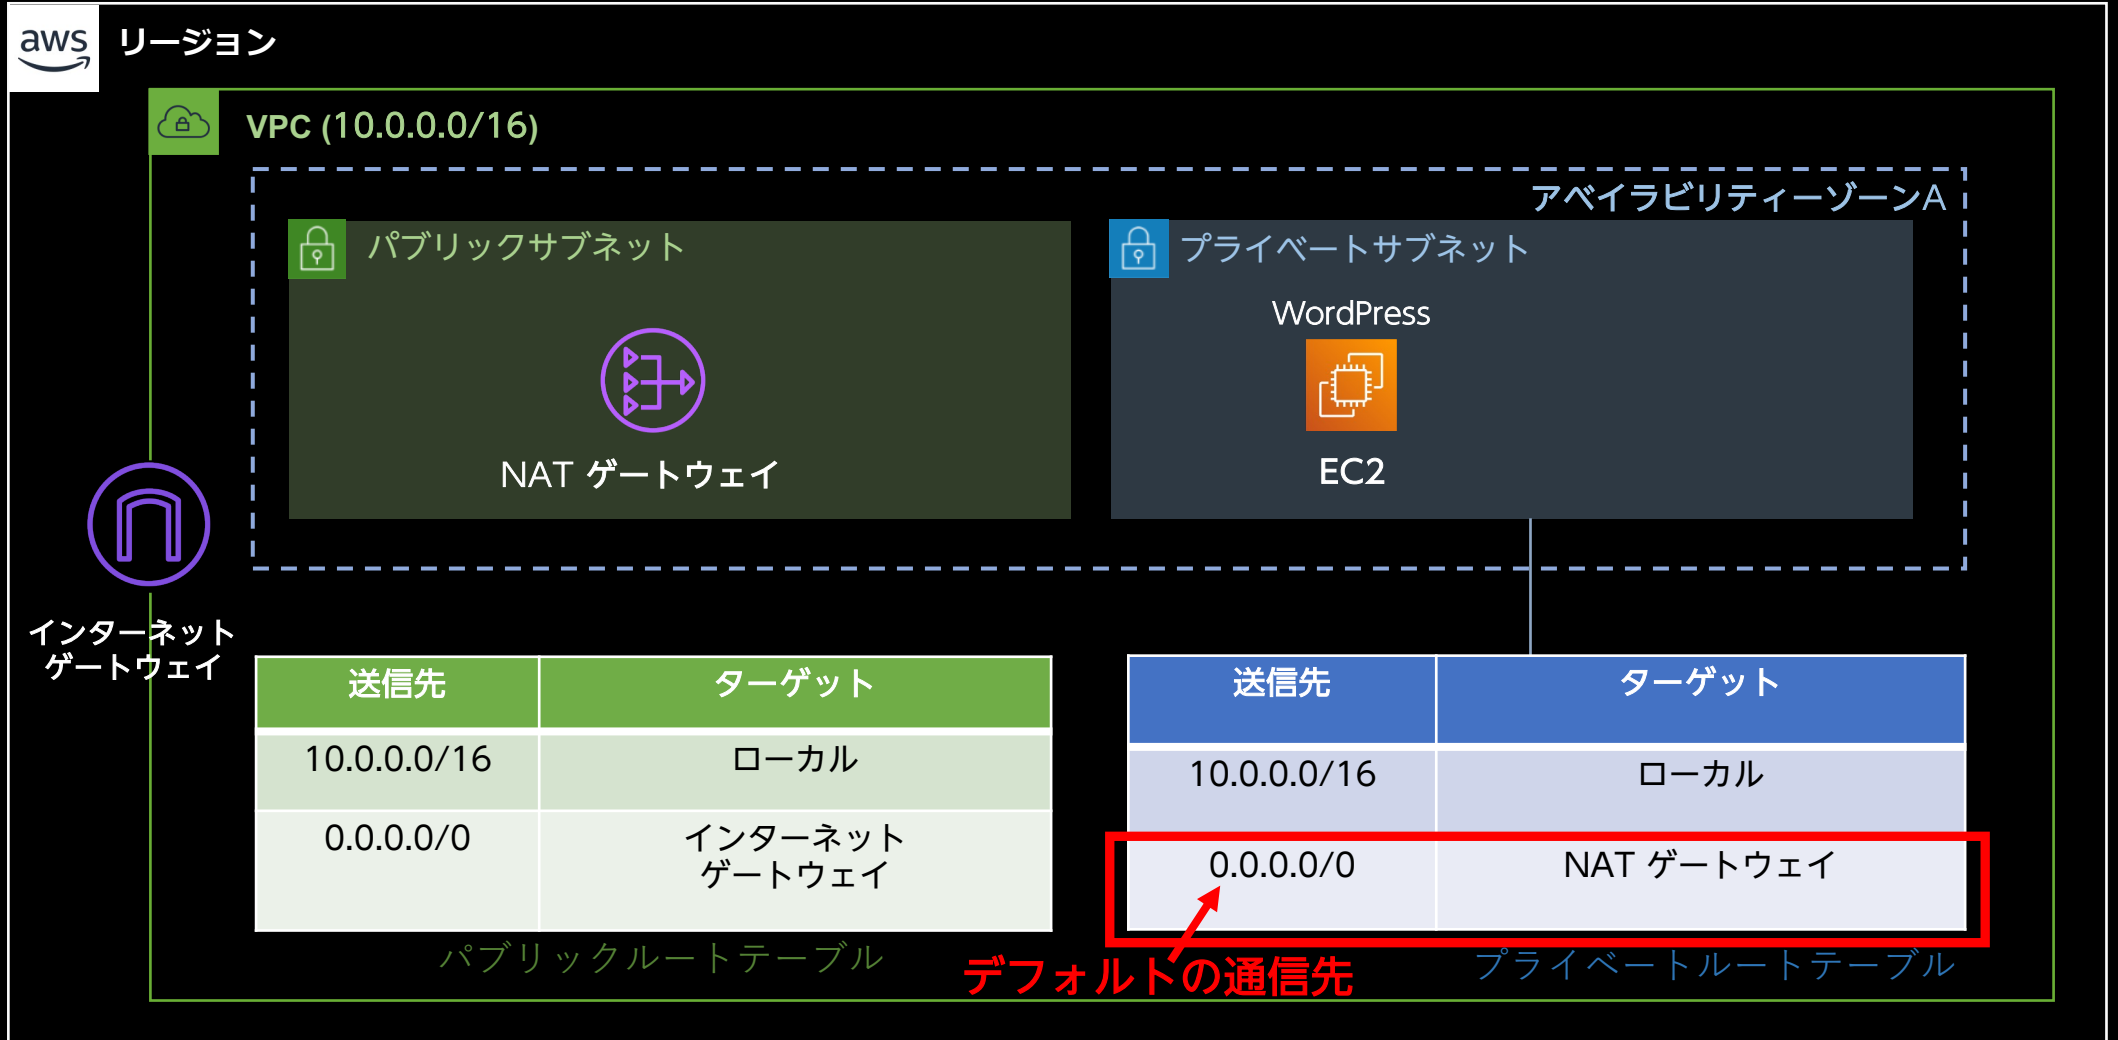 aws
リージョン
VPC (10.0.0.0/16)
アベイラビリティーゾーンA
パブリックサブネット
プライベートサブネット
WordPress
NAT ゲートウェイ
EC2
インターネット
ゲートウェイ
送信先 ターゲット
10.0.0.0/16 ローカル
0.0.0.0/0 インターネット
ゲートウェイ
パブリックルートテーブル
送信先 ターゲット
10.0.0.0/16 ローカル
0.0.0.0/0 NAT ゲートウェイ
デフォルトの通信先
プライベートルートテーブル